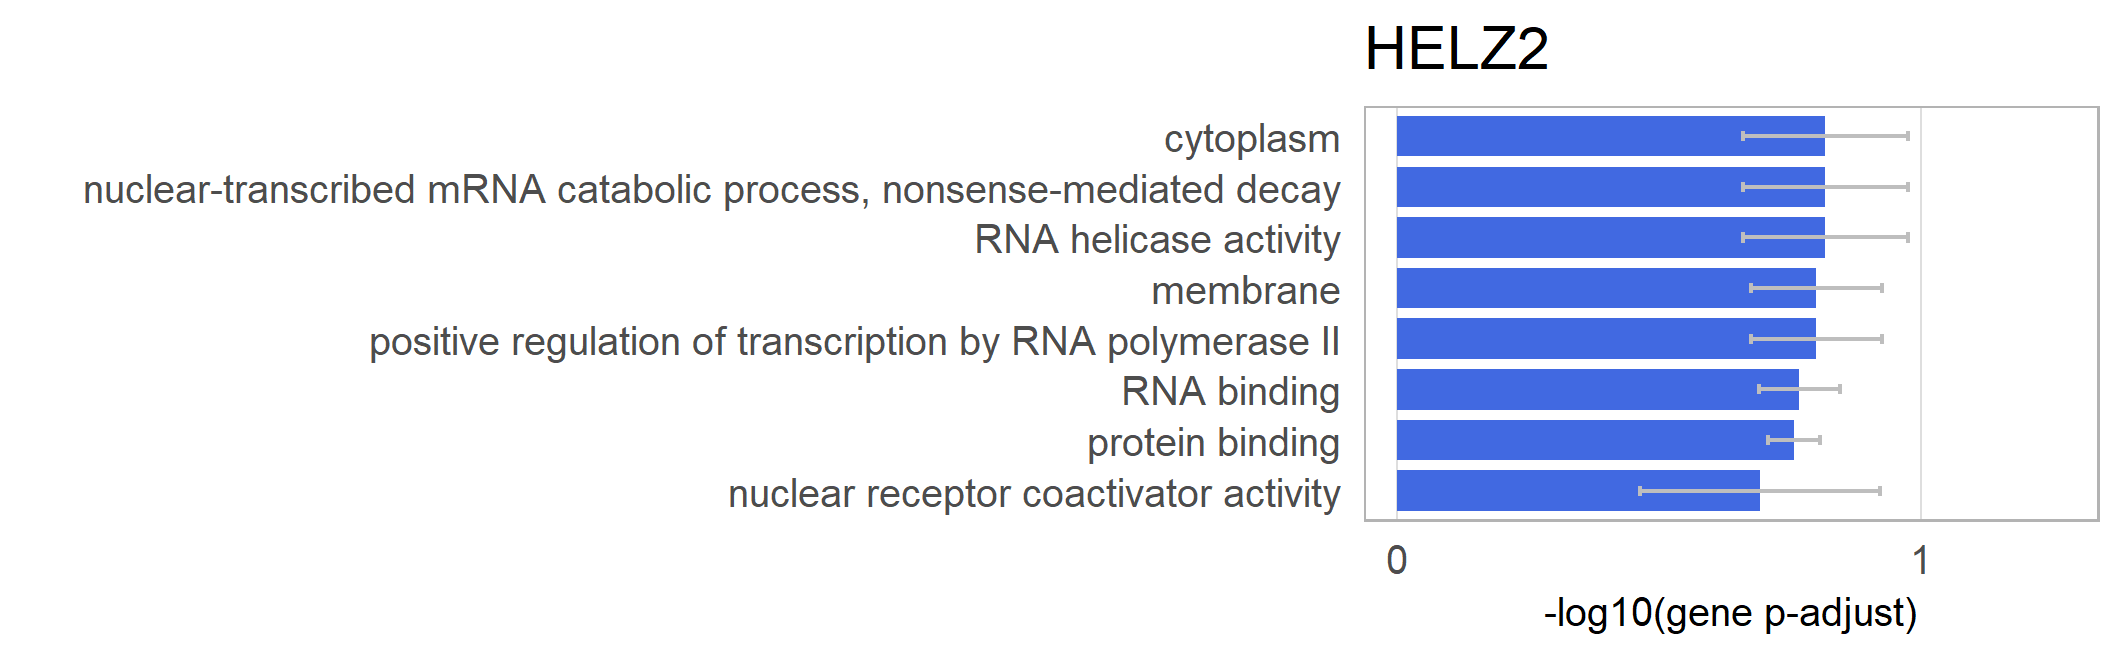 HELZ2
cytoplasm
nuclear-transcribed mRNA catabolic process, nonsense-mediated decay
RNA helicase activity
membrane
positive regulation of transcription by RNA polymerase II
RNA binding
protein binding
nuclear receptor coactivator activity
0 1
-log10(gene p-adjust)